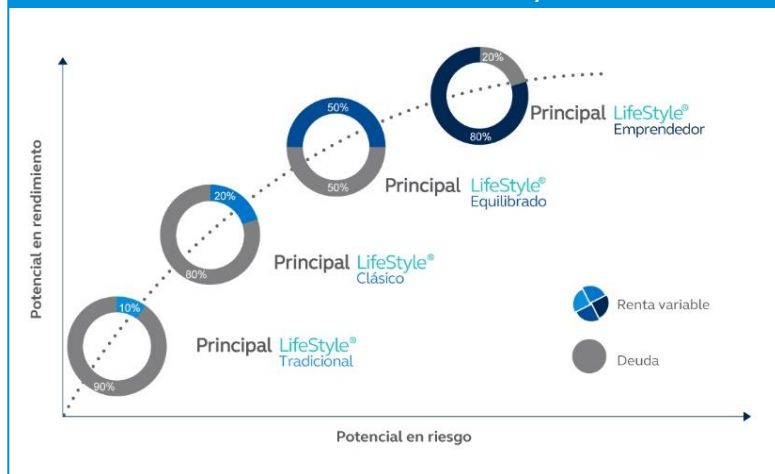 20%
50%
80%
Principal LifeStyle®
Emprendedor
50%
Principal LifeStyle®
Equilibrado
20%
80%
Principal LifeStyle®
Clásico
10%
90%
Principal LifeStyle®
Tradicional
Renta variable
Deuda
Potencial en rendimiento
Potencial en riesgo